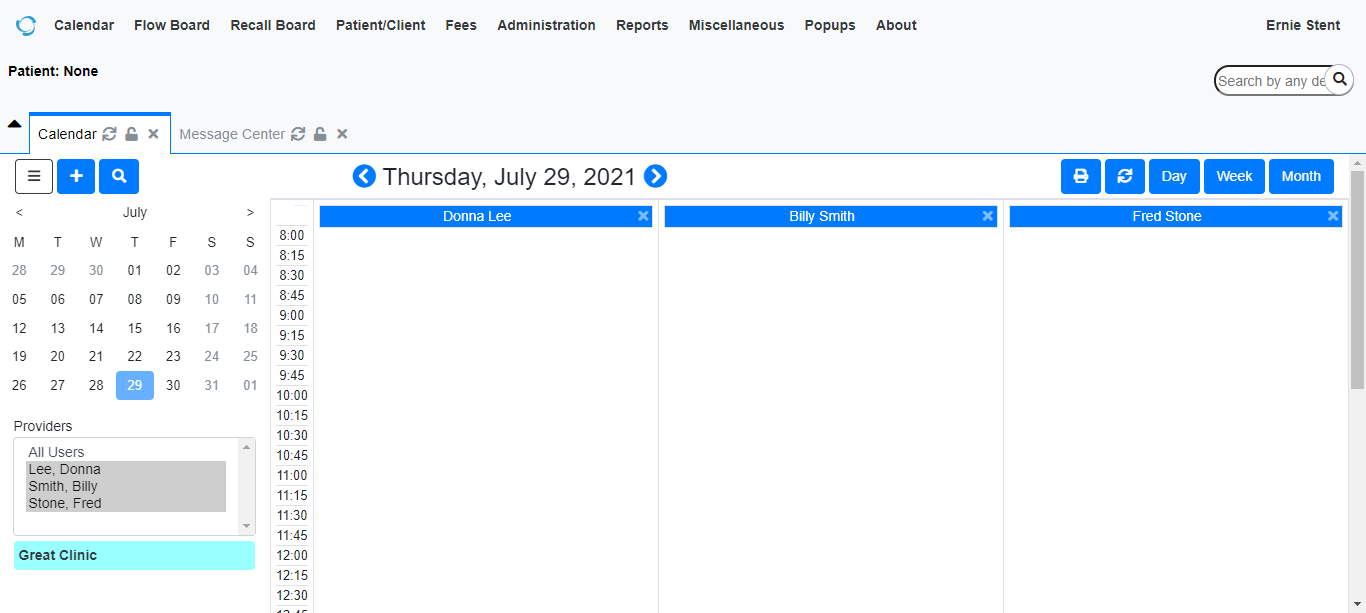 Calendar Flow Board Recall Board Patient/Client Fees Administration Reports Miscellaneous Popups About Ernie Stent
Patient: None
Search by any de
Calendar Message Center
Thursday, July 29, 2021 Day Week Month
< July >
M T W T F S S
28 29 30 01 02 03 04
05 06 07 08 09 10 11
12 13 14 15 16 17 18
19 20 21 22 23 24 25
26 27 28 29 30 31 01
Providers
All Users
Lee, Donna
Smith, Billy
Stone, Fred
Great Clinic
Donna Lee Billy Smith Fred Stone
8:00
8:15
8:30
8:45
9:00
9:15
9:30
9:45
10:00
10:15
10:30
10:45
11:00
11:15
11:30
11:45
12:00
12:15
12:30